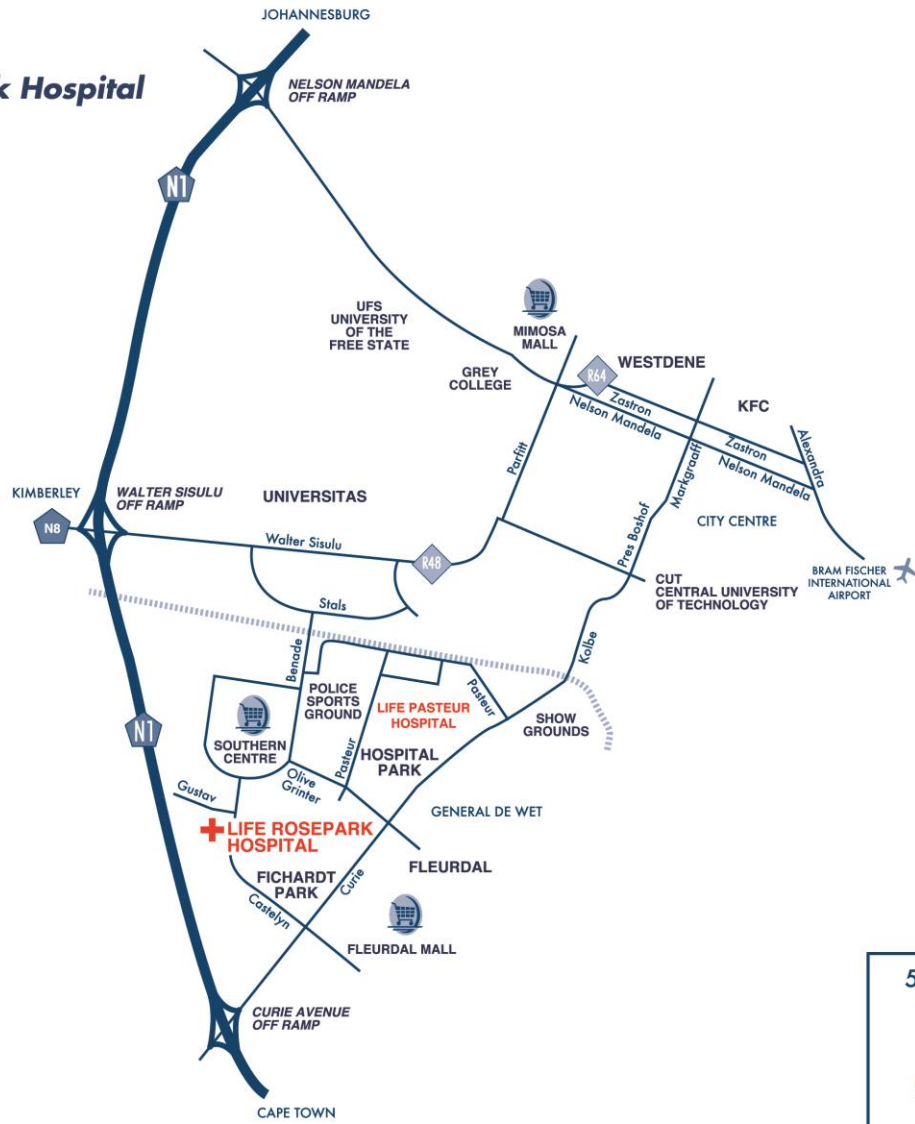 JOHANNESBURG
k Hospital
NELSON MANDELA
OFF RAMP
N1
UFS
UNIVERSITY
OF THE
FREE STATE
MIMOSA
MALL
GREY
COLLEGE
R64
WESTDENE
Zastron
KFC
Nelson Mandela
Zastron
Alexandra
Nelson Mandela
Parfitt
Markgraaff
KIMBERLEY
WALTER SISULU
OFF RAMP
UNIVERSITAS
N8
Walter Sisulu
R48
CITY CENTRE
Pres Boshof
BRAM FISCHER
INTERNATIONAL
AIRPORT
CUT
CENTRAL UNIVERSITY
OF TECHNOLOGY
Stals
Benade
Kolbe
POLICE
SPORTS
GROUND
LIFE PASTEUR
HOSPITAL
Pasteur
SHOW
GROUNDS
N1
SOUTHERN
CENTRE
Pasteur
HOSPITAL
PARK
Olive
Grinter
Gustav
GENERAL DE WET
LIFE ROSEPARK
HOSPITAL
FLEURDAL
FICHARDT
PARK
Curie
Castelyn
FLEURDAL MALL
CURIE AVENUE
OFF RAMP
5
CAPE TOWN